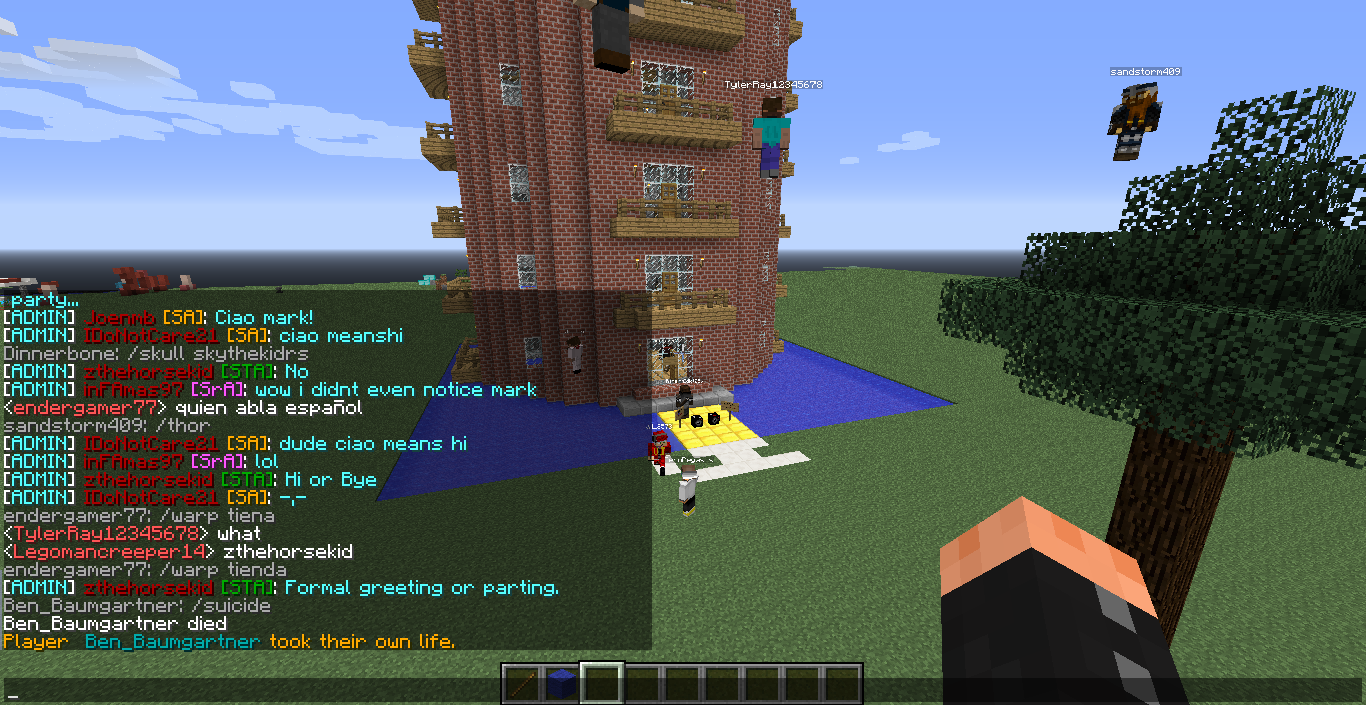 TylerRay12345678
sandstorm409
party...
[ADMIN] Joenmb [SA]: Ciao mark!
[ADMIN] IDoNotCare21 [SA]: ciao meanshi
Dinnerbone: /skull skythekidrs
[ADMIN] zthehorsekid [STA]: No
[ADMIN] inFAmas97 [SrA]: wow i didnt even notice mark
<endergamer77> quien abla español
sandstorm409: /thor
[ADMIN] IDoNotCare21 [SA]: dude ciao means hi
[ADMIN] inFAmas97 [SrA]: lol
[ADMIN] zthehorsekid [STA]: Hi or Bye
[ADMIN] IDoNotCare21 [SA]: -,-
endergamer77: /warp tiena
<TylerRay12345678> what
<Legomancreeper14> zthehorsekid
endergamer77: /warp tienda
[ADMIN] zthehorsekid [STA]: Formal greeting or parting.
Ben_Baumgartner: /suicide
Ben_Baumgartner died
Player Ben_Baumgartner took their own life.
_